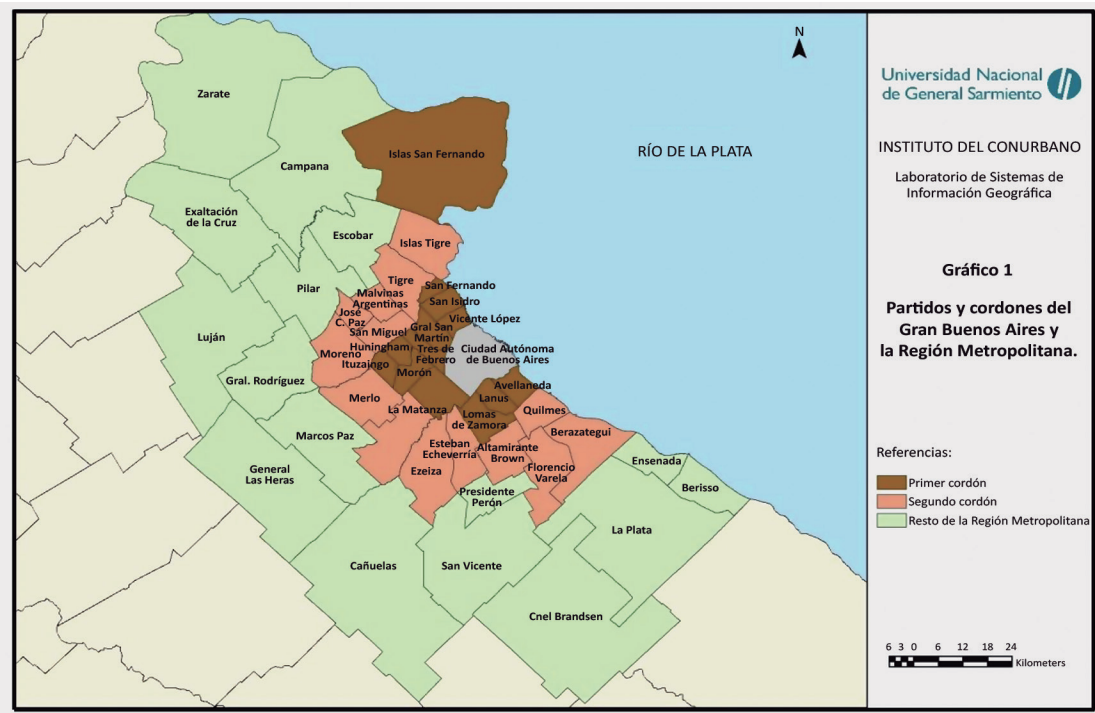 N
Zarate
Campana
Islas San Fernando
RÍO DE LA PLATA
Exaltación
de la Cruz
Escobar
Islas Tigre
Pilar
Tigre
San Fernando
Malvinas
Argentinas
San Isidro
José
C. Paz
Vicente López
San Miguel
Gral San
Martín
Luján
Huningham
Tres de
Febrero
Ciudad Autónoma
de Buenos Aires
Moreno
Ituzaingo
Morón
Gral. Rodríguez
Avellaneda
Lanus
Merlo
La Matanza
Quilmes
Lomas
de Zamora
Berazategui
Marcos Paz
Esteban
Echeverría
Altamirante
Brown
General
Las Heras
Ezeiza
Florencio
Varela
Ensenada
Berisso
Presidente
Perón
La Plata
Cañuelas
San Vicente
Cnel Brandsen
Universidad Nacional
de General Sarmiento
INSTITUTO DEL CONURBANO
Laboratorio de Sistemas de
Información Geográfica
Gráfico 1
Partidos y cordones del
Gran Buenos Aires y
la Región Metropolitana.
Referencias:
Primer cordón
Segundo cordón
Resto de la Región Metropolitana
6 3 0 6 12 18 24
Kilometers